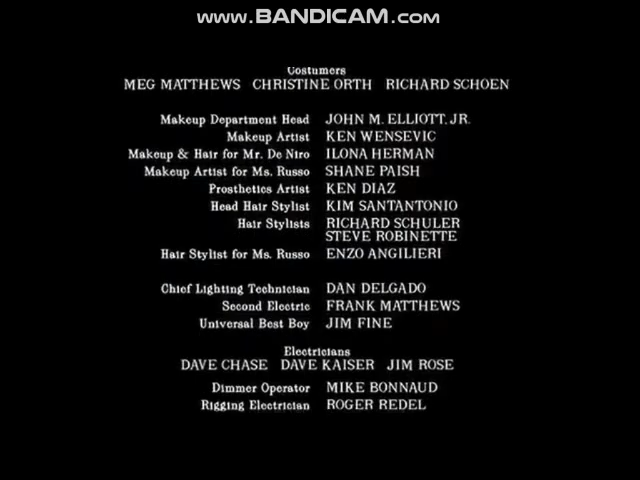 www.BANDICAM.com
Costumers
MEG MATTHEWS CHRISTINE ORTH RICHARD SCHOEN
Makeup Department Head JOHN M. ELLIOTT, JR.
Makeup Artist KEN WENSEVIC
Makeup & Hair for Mr. De Niro ILONA HERMAN
Makeup Artist for Ms. Russo SHANE PAISH
Prosthetics Artist KEN DIAZ
Head Hair Stylist KIM SANTANTONIO
Hair Stylists RICHARD SCHULER
STEVE ROBINETTE
Hair Stylist for Ms. Russo ENZO ANGILIERI
Chief Lighting Technician DAN DELGADO
Second Electric FRANK MATTHEWS
Universal Best Boy JIM FINE
Electricians
DAVE CHASE DAVE KAISER JIM ROSE
Dimmer Operator MIKE BONNAUD
Rigging Electrician ROGER REDEL